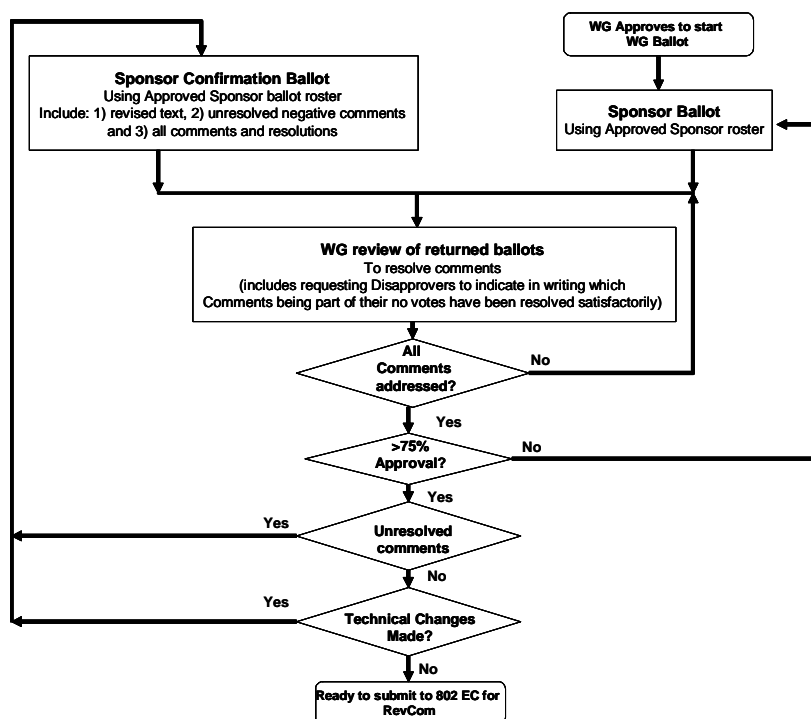 WG Approves to start
WG Ballot
Sponsor Confirmation Ballot
Using Approved Sponsor ballot roster
Include: 1) revised text, 2) unresolved negative comments
and 3) all comments and resolutions
Sponsor Ballot
Using Approved Sponsor roster
WG review of returned ballots
To resolve comments
(includes requesting Disapprovers to indicate in writing which
Comments being part of their no votes have been resolved satisfactorily)
All
Comments
addressed?
No
Yes
>75%
Approval?
No
Yes
Yes
Unresolved
comments
No
Yes
Technical Changes
Made?
No
Ready to submit to 802 EC for
RevCom